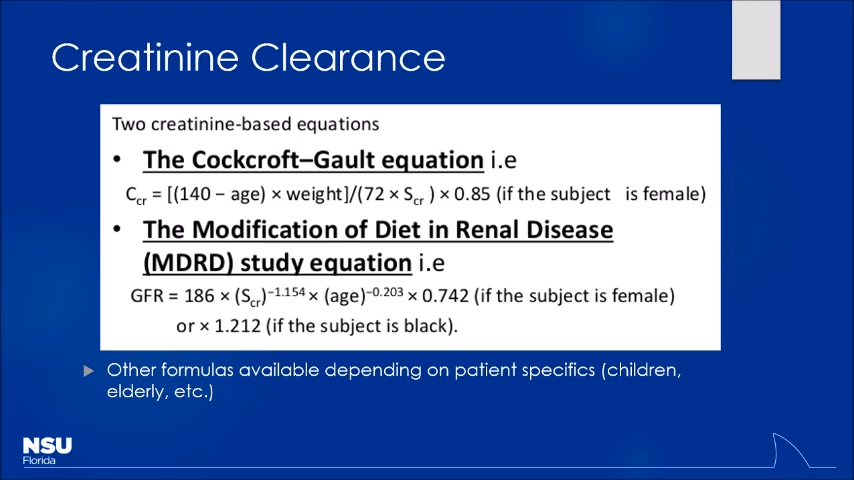 Creatinine Clearance
Two creatinine-based equations
• The Cockcroft–Gault equation i.e
Ccr = [(140 − age) × weight]/(72 × Scr ) × 0.85 (if the subject is female)
• The Modification of Diet in Renal Disease
(MDRD) study equation i.e
GFR = 186 × (Scr)−1.154 × (age)−0.203 × 0.742 (if the subject is female)
or × 1.212 (if the subject is black).
Other formulas available depending on patient specifics (children,
elderly, etc.)
NSU
Florida